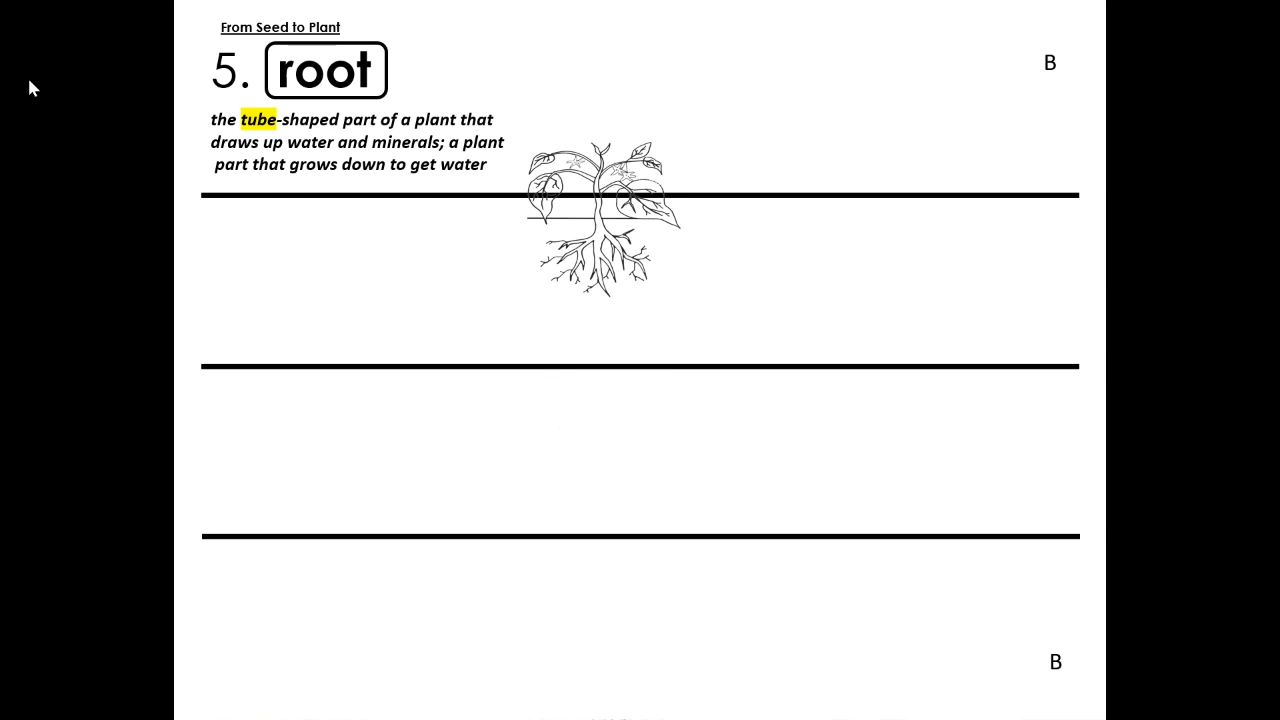 From Seed to Plant
5. root
B
the tube-shaped part of a plant that
draws up water and minerals; a plant
part that grows down to get water
B